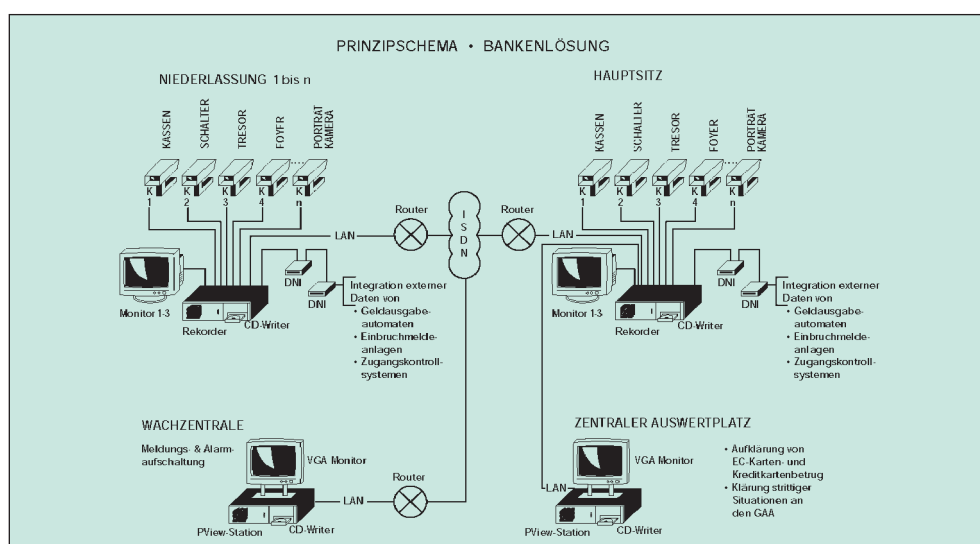 PRINZIPSCHEMA • BANKENLÖSUNG
NIEDERLASSUNG 1 bis n
KASSEN
SCHALTER
TRESOR
FOYER
PORTRÄT
KAMERA
K
1
K
2
K
3
K
4
K
n
LAN
Router
Monitor 1-3
Rekorder
CD-Writer
DNI
DNI
Integration externer
Daten von
• Geldausgabe-
automaten
• Einbruchmelde-
anlagen
• Zugangskontroll-
systemen
ISDN
HAUPTSITZ
KASSEN
SCHALTER
TRESOR
FOYER
PORTRÄT
KAMERA
K
1
K
2
K
3
K
4
K
n
Router
LAN
Monitor 1-3
Rekorder
CD-Writer
DNI
DNI
Integration externer
Daten von
• Geldausgabe-
automaten
• Einbruchmelde-
anlagen
• Zugangskontroll-
systemen
WACHZENTRALE
Meldungs- & Alarm-
aufschaltung
VGA Monitor
LAN
Router
PView-Station
CD-Writer
ZENTRALER AUSWERTPLATZ
VGA Monitor
LAN
PView-Station
CD-Writer
• Aufklärung von
EC-Karten- und
Kreditkartenbetrug
• Klärung strittiger
Situationen an
den GAA